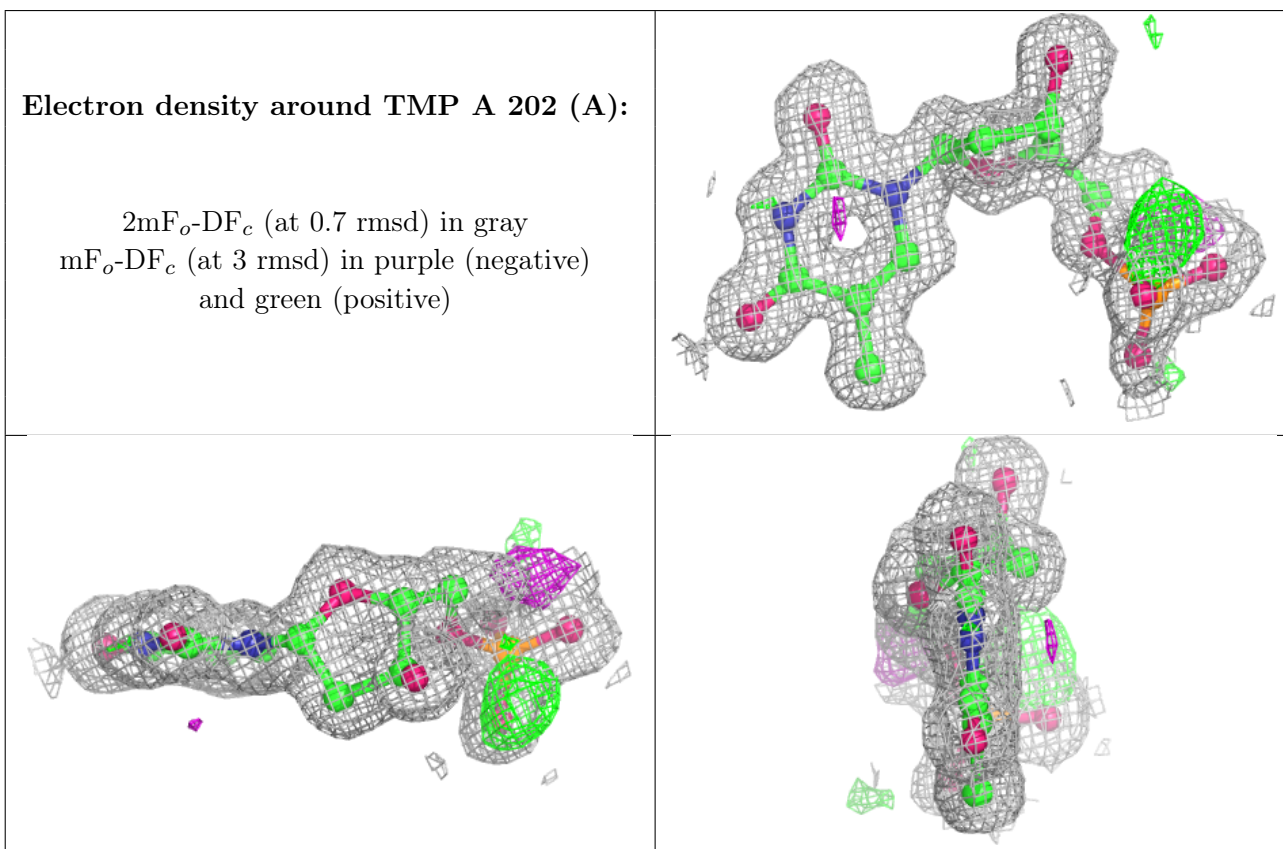 Electron density around TMP A 202 (A):
2mFₒ-DF𝒸 (at 0.7 rmsd) in gray
mFₒ-DF𝒸 (at 3 rmsd) in purple (negative)
and green (positive)